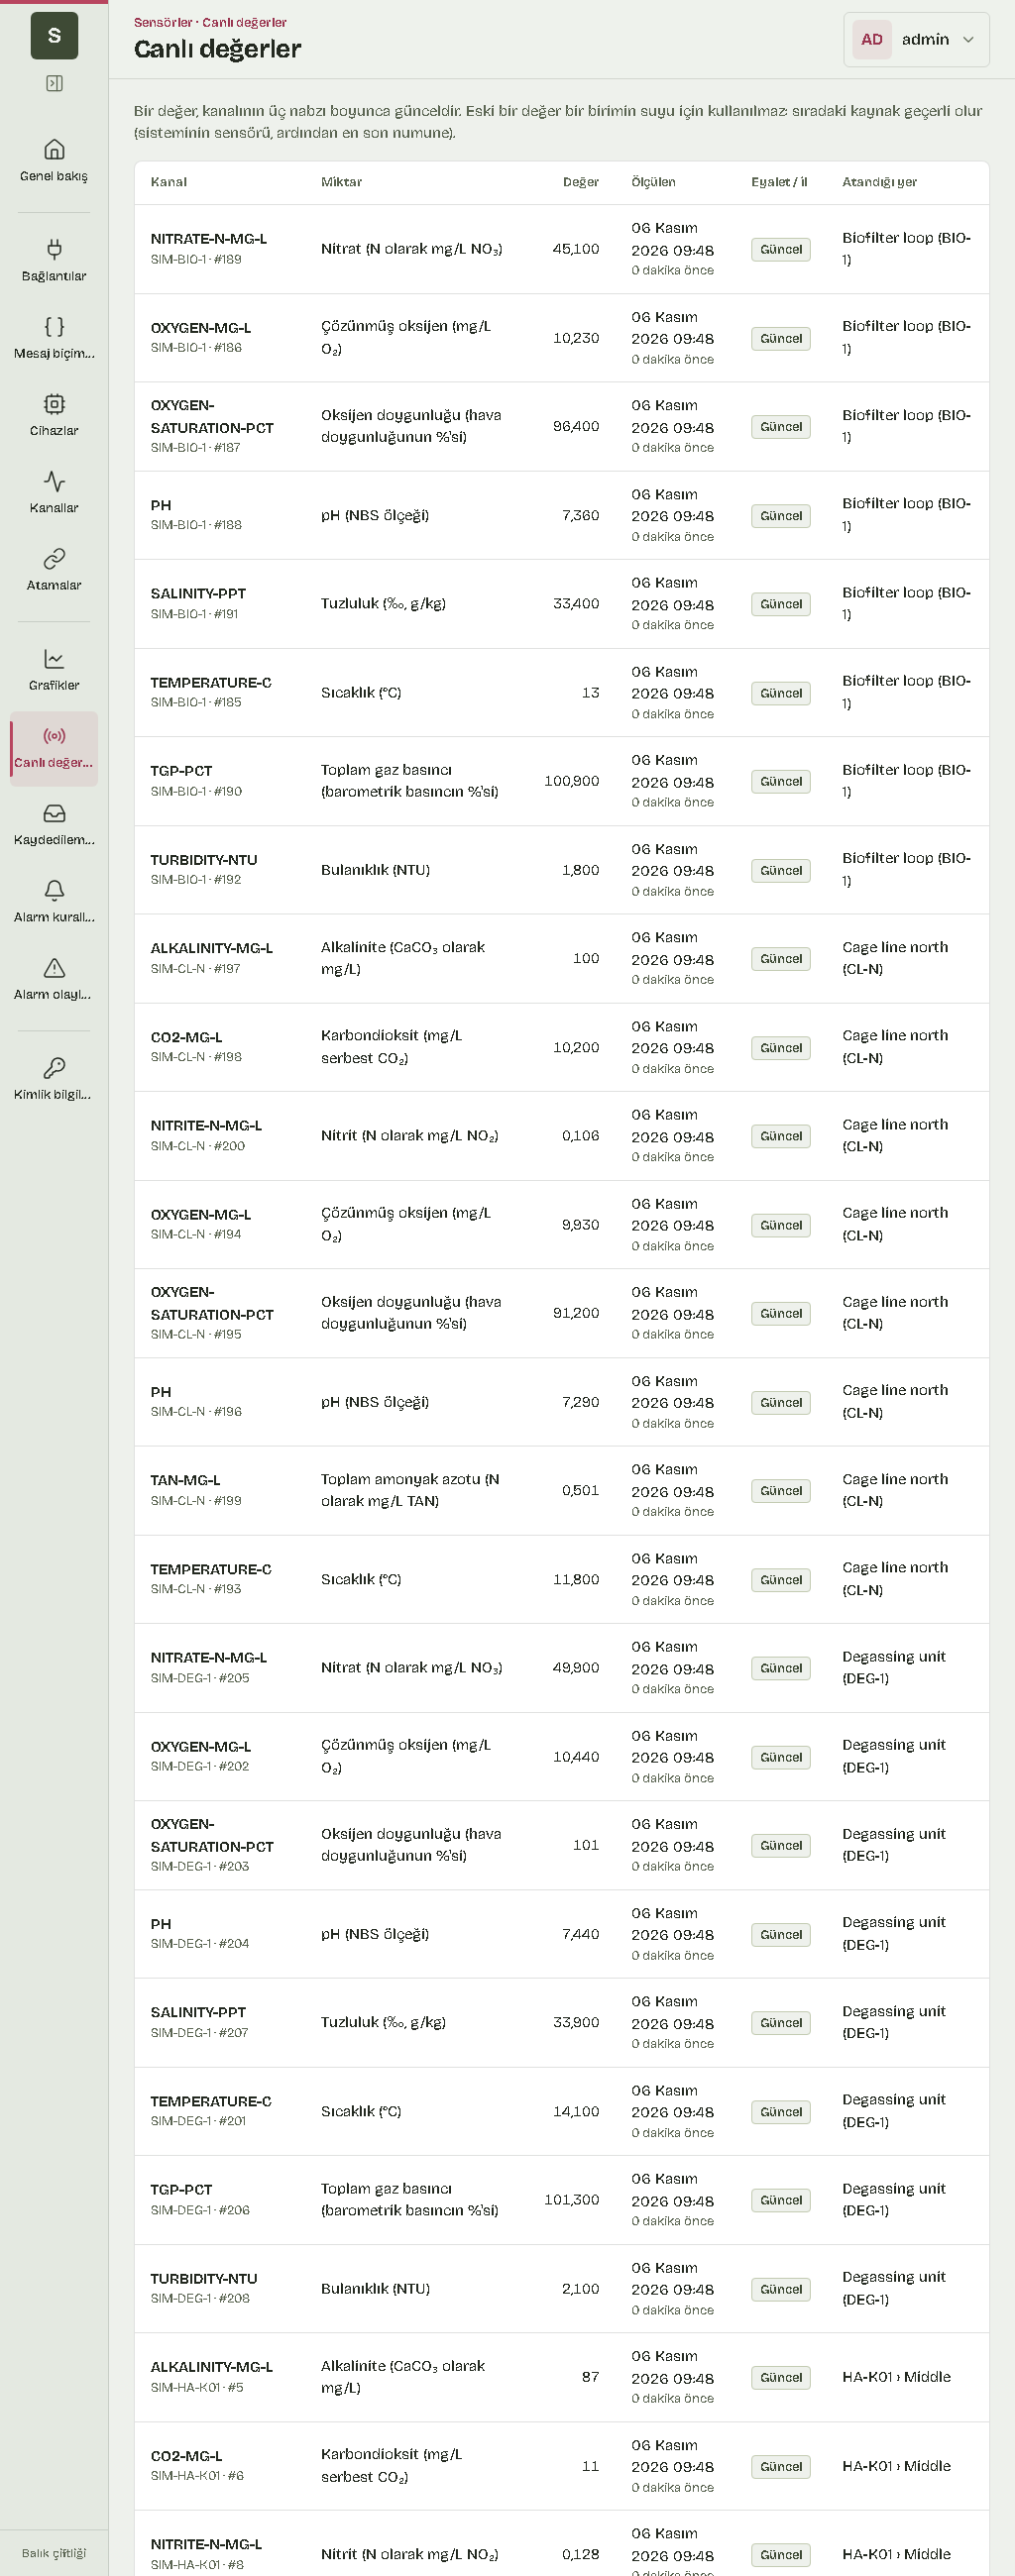 S
Genel bakış
Bağlantılar
Mesaj biçim...
Cihazlar
Kanallar
Atamalar
Grafikler
Canlı değer...
Kaydedilem...
Alarm kurall...
Alarm olayl...
Kimlik bilgil...
Balık çiftliği
Sensörler · Canlı değerler
Canlı değerler
AD admin
Bir değer, kanalının üç nabzı boyunca günceldir. Eski bir değer bir birimin suyu için kullanılmaz: sıradaki kaynak geçerli olur
(sisteminin sensörü, ardından en son numune).
Kanal Miktar Değer Ölçülen Eyalet / il Atandığı yer
NITRATE-N-MG-L
SIM-BIO-1 · #189
Nitrat (N olarak mg/L NO₃)
45,100
06 Kasım
2026 09:48
0 dakika önce
Güncel
Biofilter loop (BIO-
1)
OXYGEN-MG-L
SIM-BIO-1 · #186
Çözünmüş oksijen (mg/L
O₂)
10,230
06 Kasım
2026 09:48
0 dakika önce
Güncel
Biofilter loop (BIO-
1)
OXYGEN-
SATURATION-PCT
SIM-BIO-1 · #187
Oksijen doygunluğu (hava
doygunluğunun %'si)
96,400
06 Kasım
2026 09:48
0 dakika önce
Güncel
Biofilter loop (BIO-
1)
PH
SIM-BIO-1 · #188
pH (NBS ölçeği)
7,360
06 Kasım
2026 09:48
0 dakika önce
Güncel
Biofilter loop (BIO-
1)
SALINITY-PPT
SIM-BIO-1 · #191
Tuzluluk (‰, g/kg)
33,400
06 Kasım
2026 09:48
0 dakika önce
Güncel
Biofilter loop (BIO-
1)
TEMPERATURE-C
SIM-BIO-1 · #185
Sıcaklık (°C)
13
06 Kasım
2026 09:48
0 dakika önce
Güncel
Biofilter loop (BIO-
1)
TGP-PCT
SIM-BIO-1 · #190
Toplam gaz basıncı
(barometrik basıncın %'si)
100,900
06 Kasım
2026 09:48
0 dakika önce
Güncel
Biofilter loop (BIO-
1)
TURBIDITY-NTU
SIM-BIO-1 · #192
Bulanıklık (NTU)
1,800
06 Kasım
2026 09:48
0 dakika önce
Güncel
Biofilter loop (BIO-
1)
ALKALINITY-MG-L
SIM-CL-N · #197
Alkalinite (CaCO₃ olarak
mg/L)
100
06 Kasım
2026 09:48
0 dakika önce
Güncel
Cage line north
(CL-N)
CO2-MG-L
SIM-CL-N · #198
Karbondioksit (mg/L
serbest CO₂)
10,200
06 Kasım
2026 09:48
0 dakika önce
Güncel
Cage line north
(CL-N)
NITRITE-N-MG-L
SIM-CL-N · #200
Nitrit (N olarak mg/L NO₂)
0,106
06 Kasım
2026 09:48
0 dakika önce
Güncel
Cage line north
(CL-N)
OXYGEN-MG-L
SIM-CL-N · #194
Çözünmüş oksijen (mg/L
O₂)
9,930
06 Kasım
2026 09:48
0 dakika önce
Güncel
Cage line north
(CL-N)
OXYGEN-
SATURATION-PCT
SIM-CL-N · #195
Oksijen doygunluğu (hava
doygunluğunun %'si)
91,200
06 Kasım
2026 09:48
0 dakika önce
Güncel
Cage line north
(CL-N)
PH
SIM-CL-N · #196
pH (NBS ölçeği)
7,290
06 Kasım
2026 09:48
0 dakika önce
Güncel
Cage line north
(CL-N)
TAN-MG-L
SIM-CL-N · #199
Toplam amonyak azotu (N
olarak mg/L TAN)
0,501
06 Kasım
2026 09:48
0 dakika önce
Güncel
Cage line north
(CL-N)
TEMPERATURE-C
SIM-CL-N · #193
Sıcaklık (°C)
11,800
06 Kasım
2026 09:48
0 dakika önce
Güncel
Cage line north
(CL-N)
NITRATE-N-MG-L
SIM-DEG-1 · #205
Nitrat (N olarak mg/L NO₃)
49,900
06 Kasım
2026 09:48
0 dakika önce
Güncel
Degassing unit
(DEG-1)
OXYGEN-MG-L
SIM-DEG-1 · #202
Çözünmüş oksijen (mg/L
O₂)
10,440
06 Kasım
2026 09:48
0 dakika önce
Güncel
Degassing unit
(DEG-1)
OXYGEN-
SATURATION-PCT
SIM-DEG-1 · #203
Oksijen doygunluğu (hava
doygunluğunun %'si)
101
06 Kasım
2026 09:48
0 dakika önce
Güncel
Degassing unit
(DEG-1)
PH
SIM-DEG-1 · #204
pH (NBS ölçeği)
7,440
06 Kasım
2026 09:48
0 dakika önce
Güncel
Degassing unit
(DEG-1)
SALINITY-PPT
SIM-DEG-1 · #207
Tuzluluk (‰, g/kg)
33,900
06 Kasım
2026 09:48
0 dakika önce
Güncel
Degassing unit
(DEG-1)
TEMPERATURE-C
SIM-DEG-1 · #201
Sıcaklık (°C)
14,100
06 Kasım
2026 09:48
0 dakika önce
Güncel
Degassing unit
(DEG-1)
TGP-PCT
SIM-DEG-1 · #206
Toplam gaz basıncı
(barometrik basıncın %'si)
101,300
06 Kasım
2026 09:48
0 dakika önce
Güncel
Degassing unit
(DEG-1)
TURBIDITY-NTU
SIM-DEG-1 · #208
Bulanıklık (NTU)
2,100
06 Kasım
2026 09:48
0 dakika önce
Güncel
Degassing unit
(DEG-1)
ALKALINITY-MG-L
SIM-HA-K01 · #5
Alkalinite (CaCO₃ olarak
mg/L)
87
06 Kasım
2026 09:48
0 dakika önce
Güncel
HA-K01 › Middle
CO2-MG-L
SIM-HA-K01 · #6
Karbondioksit (mg/L
serbest CO₂)
11
06 Kasım
2026 09:48
0 dakika önce
Güncel
HA-K01 › Middle
NITRITE-N-MG-L
SIM-HA-K01 · #8
Nitrit (N olarak mg/L NO₂)
0,128
06 Kasım
2026 09:48
0 dakika önce
Güncel
HA-K01 › Middle